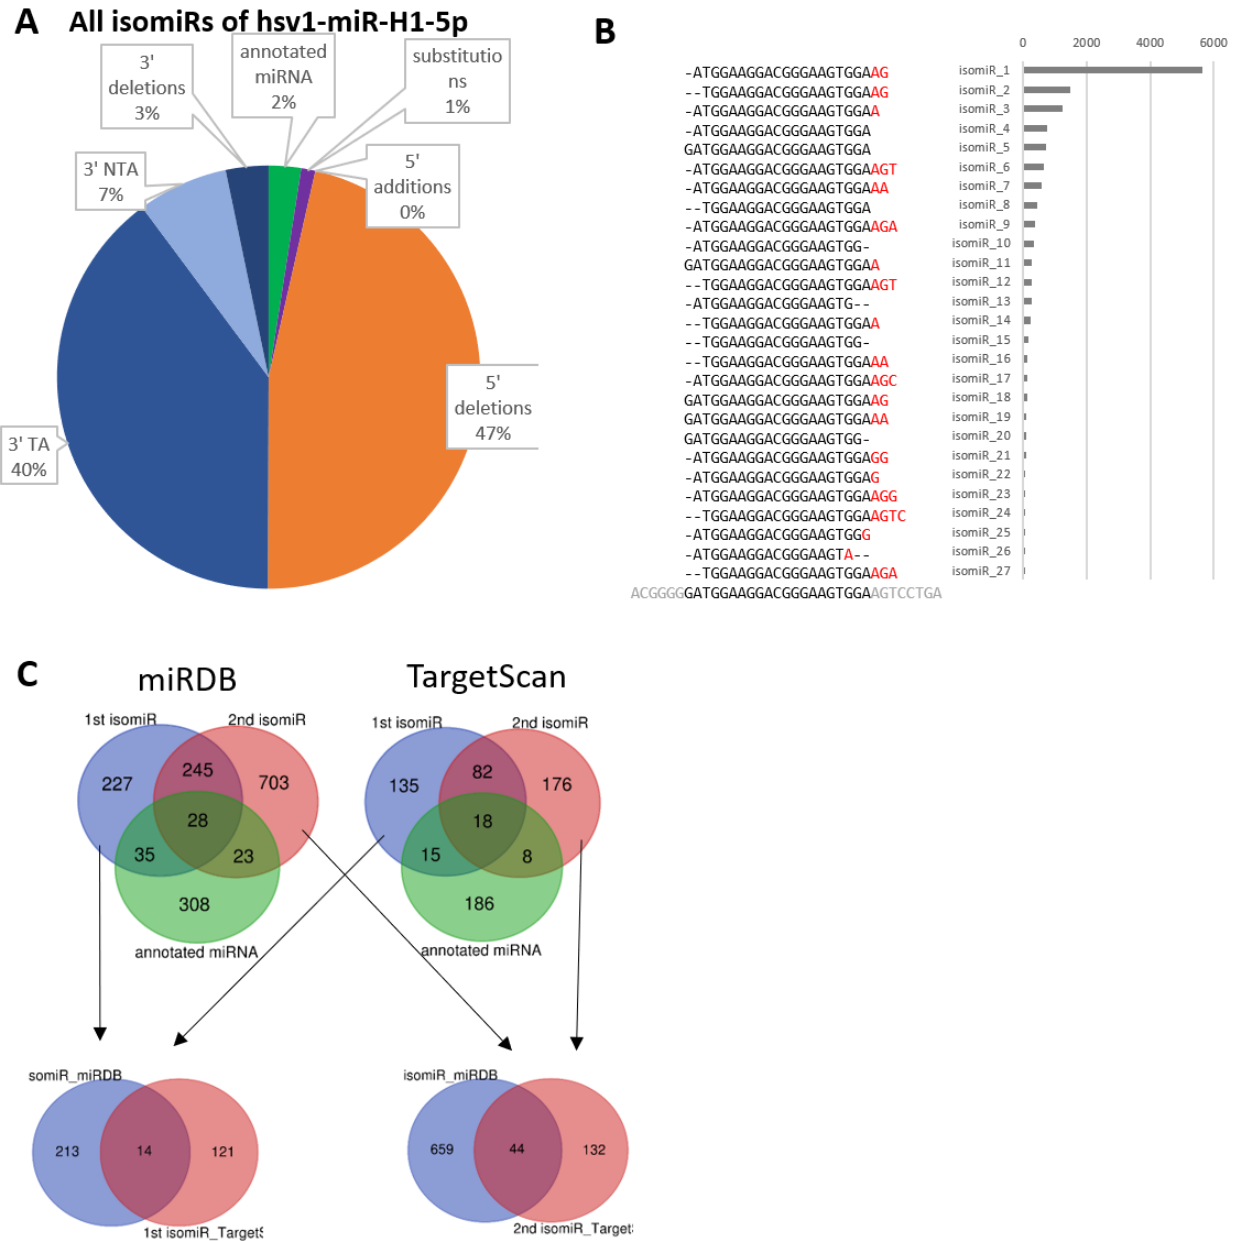 A All isomiRs of hsv1-miR-H1-5p
3'
deletions
3%
annotated
miRNA
2%
substitutio
ns
1%
3' NTA
7%
5'
additions
0%
5'
deletions
47%
3' TA
40%
B
0 2000 4000 6000
-ATGGAAGGACGGGAAGTGGAAG isomiR_1
--TGGAAGGACGGGAAGTGGAAG isomiR_2
-ATGGAAGGACGGGAAGTGGAA isomiR_3
-ATGGAAGGACGGGAAGTGGA isomiR_4
GATGGAAGGACGGGAAGTGGA isomiR_5
-ATGGAAGGACGGGAAGTGGAAGT isomiR_6
-ATGGAAGGACGGGAAGTGGAAA isomiR_7
--TGGAAGGACGGGAAGTGGA isomiR_8
-ATGGAAGGACGGGAAGTGGAAGA isomiR_9
-ATGGAAGGACGGGAAGTGG- isomiR_10
GATGGAAGGACGGGAAGTGGAA isomiR_11
--TGGAAGGACGGGAAGTGGAAGT isomiR_12
-ATGGAAGGACGGGAAGTG-- isomiR_13
--TGGAAGGACGGGAAGTGGAA isomiR_14
--TGGAAGGACGGGAAGTGG- isomiR_15
--TGGAAGGACGGGAAGTGGAAA isomiR_16
-ATGGAAGGACGGGAAGTGGAAGC isomiR_17
GATGGAAGGACGGGAAGTGGAAG isomiR_18
GATGGAAGGACGGGAAGTGGAAA isomiR_19
GATGGAAGGACGGGAAGTGG- isomiR_20
-ATGGAAGGACGGGAAGTGGAGG isomiR_21
-ATGGAAGGACGGGAAGTGGAG isomiR_22
-ATGGAAGGACGGGAAGTGGAAGG isomiR_23
--TGGAAGGACGGGAAGTGGAAGTC isomiR_24
-ATGGAAGGACGGGAAGTGGG isomiR_25
-ATGGAAGGACGGGAAGTA-- isomiR_26
--TGGAAGGACGGGAAGTGGAAGA isomiR_27
ACGGGGGATGGAAGGACGGGAAGTGGAAGTCCTGA
C miRDB TargetScan
1st isomiR 2nd isomiR 1st isomiR 2nd isomiR
227 245 703 135 82 176
28 18
35 23 15 8
308 186
annotated miRNA annotated miRNA
somiR_miRDB isomiR_miRDB
213 14 121 659 44 132
1st isomiR_Target 2nd isomiR_Target